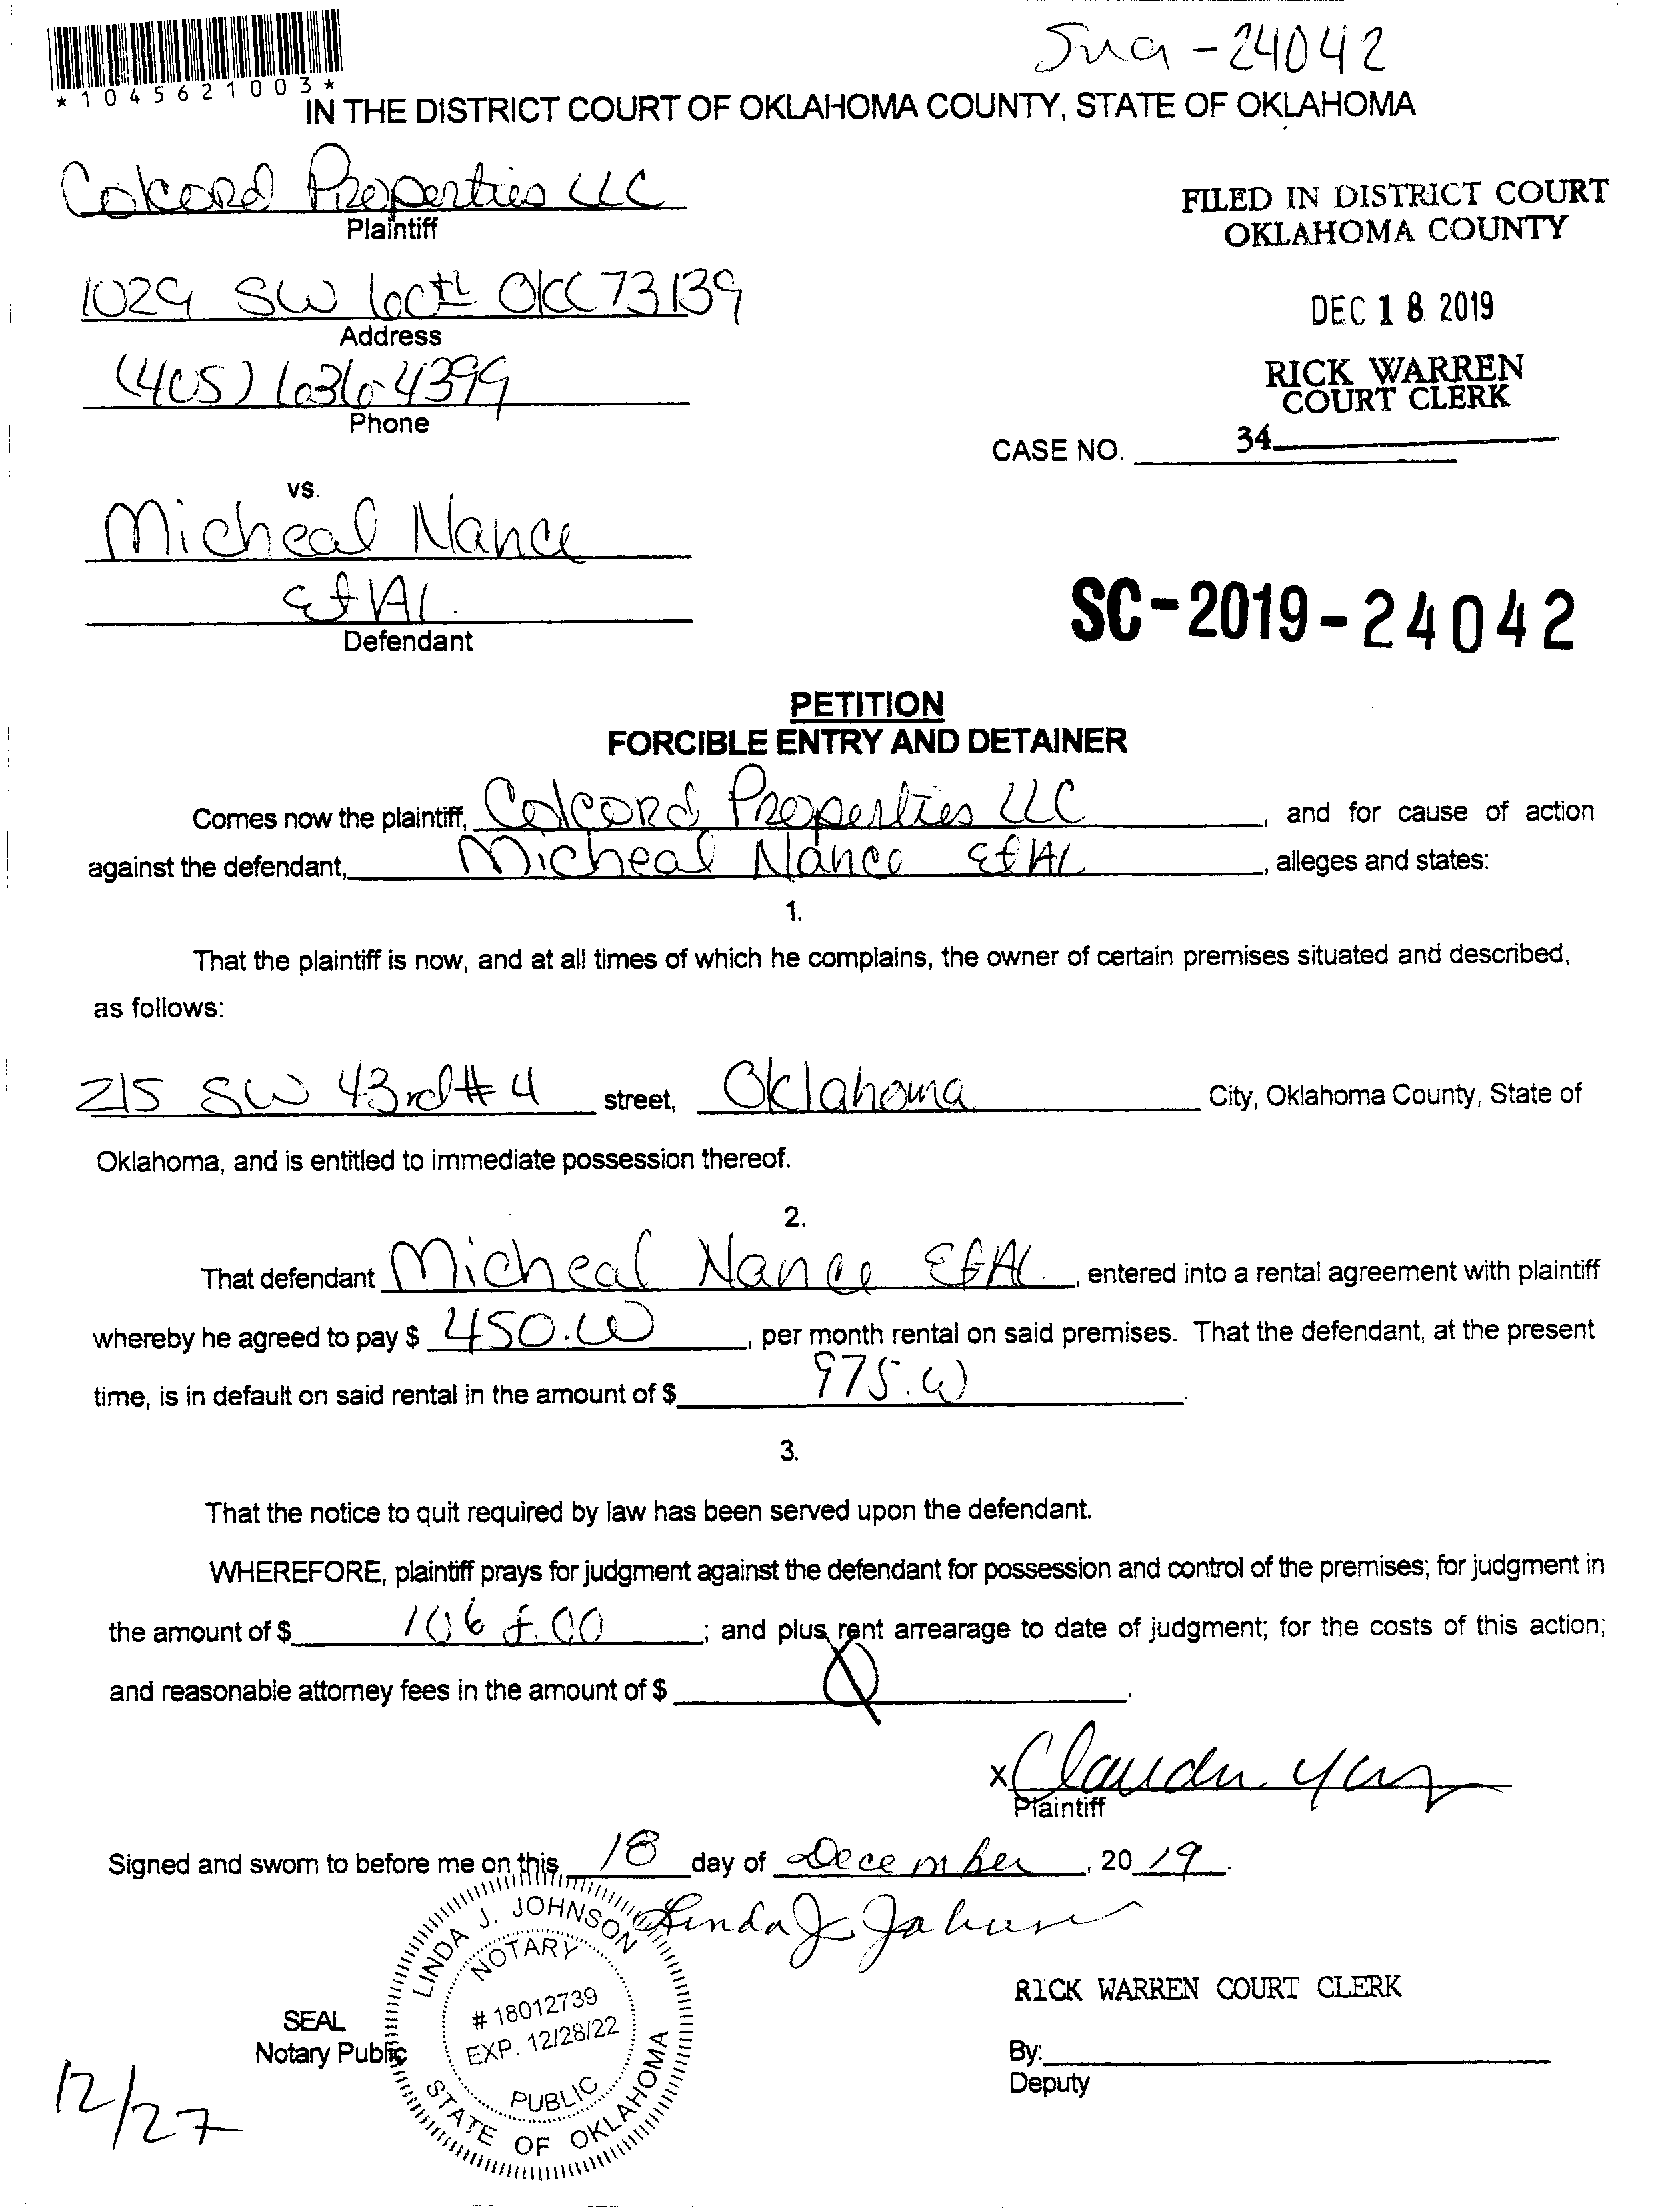 24042
*1045621003*
IN THE DISTRICT COURT OF OKLAHOMA COUNTY, STATE OF OKLAHOMA
Colcord Properties LLC
Plaintiff
FILED IN DISTRICT COURT
OKLAHOMA COUNTY
1029 SW 60th OKC 73139
Address
DEC 18 2019
(405) 636-4399
Phone
RICK WARREN
COURT CLERK
CASE NO.
34
vs.
Micheal Nance
Et Al.
Defendant
SC-2019-24042
PETITION
FORCIBLE ENTRY AND DETAINER
Comes now the plaintiff, Colcord Properties LLC, and for cause of action
against the defendant, Micheal Nance Et Al, alleges and states:
1.
That the plaintiff is now, and at all times of which he complains, the owner of certain premises situated and described,
as follows:
215 SW 43rd # 4 street, Oklahoma City, Oklahoma County, State of
Oklahoma, and is entitled to immediate possession thereof.
2.
That defendant Micheal Nance Et Al., entered into a rental agreement with plaintiff
whereby he agreed to pay $ 450.00, per month rental on said premises. That the defendant, at the present
time, is in default on said rental in the amount of $ 975.00.
3.
That the notice to quit required by law has been served upon the defendant.
WHEREFORE, plaintiff prays for judgment against the defendant for possession and control of the premises; for judgment in
the amount of $ ; and plus rent arrearage to date of judgment; for the costs of this action;
and reasonable attorney fees in the amount of $ .
x Claudia
Plaintiff
Signed and sworn to before me on this 18 day of December, 2019.
Linda J Johnson
LINDA J. JOHNSON
NOTARY
# 18012739
EXP. 12/28/22
PUBLIC
STATE OF OKLAHOMA
RICK WARREN COURT CLERK
SEAL
Notary Public
By:
Deputy
12/27